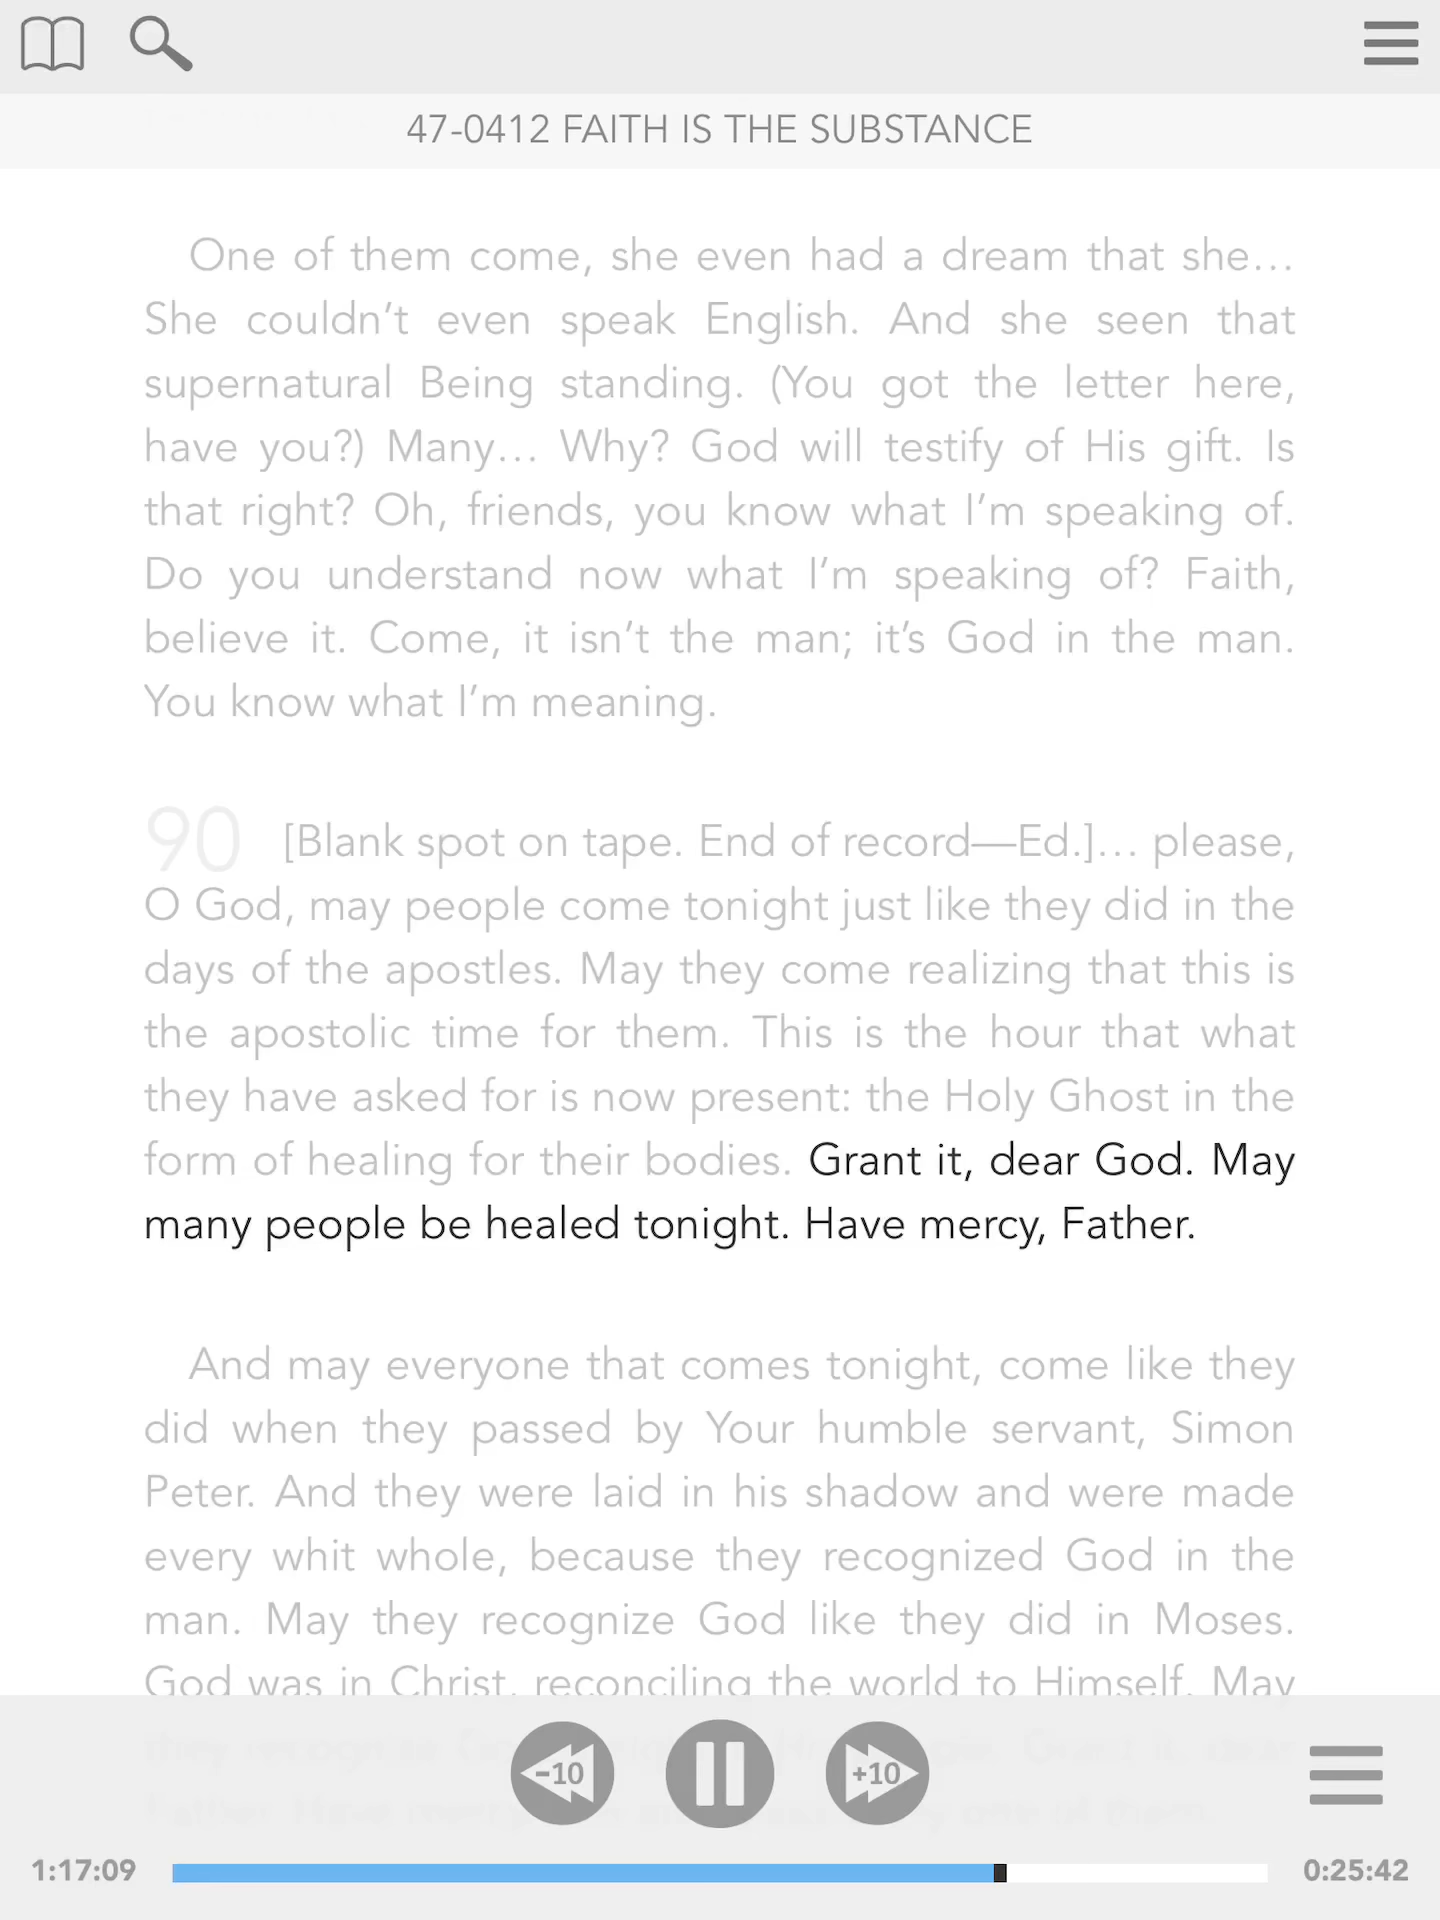 47-0412 FAITH IS THE SUBSTANCE
One of them come, she even had a dream that she…
She couldn’t even speak English. And she seen that
supernatural Being standing. (You got the letter here,
have you?) Many… Why? God will testify of His gift. Is
that right? Oh, friends, you know what I’m speaking of.
Do you understand now what I’m speaking of? Faith,
believe it. Come, it isn’t the man; it’s God in the man.
You know what I’m meaning.
90 [Blank spot on tape. End of record—Ed.]… please,
O God, may people come tonight just like they did in the
days of the apostles. May they come realizing that this is
the apostolic time for them. This is the hour that what
they have asked for is now present: the Holy Ghost in the
form of healing for their bodies. Grant it, dear God. May
many people be healed tonight. Have mercy, Father.
And may everyone that comes tonight, come like they
did when they passed by Your humble servant, Simon
Peter. And they were laid in his shadow and were made
every whit whole, because they recognized God in the
man. May they recognize God like they did in Moses.
God was in Christ, reconciling the world to Himself. May
-10 +10
1:17:09 0:25:42